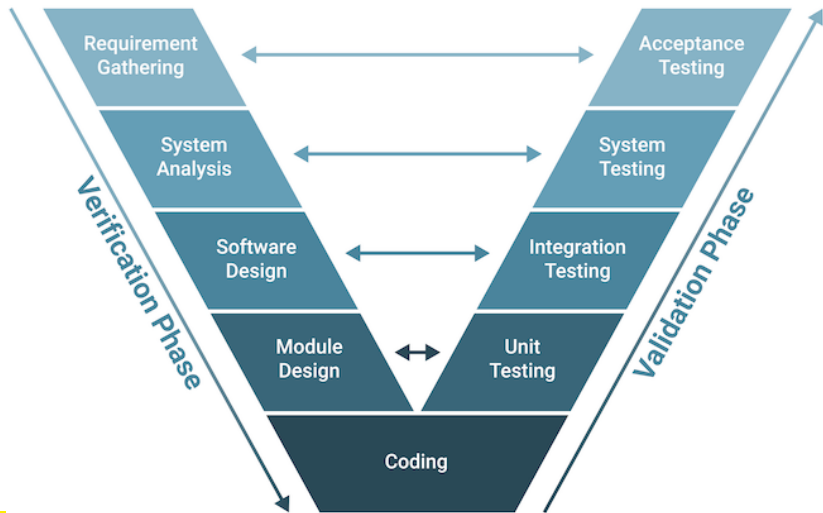 Requirement
Gathering
Acceptance
Testing
System
Analysis
System
Testing
Verification Phase
Validation Phase
Software
Design
Integration
Testing
Module
Design
Unit
Testing
Coding